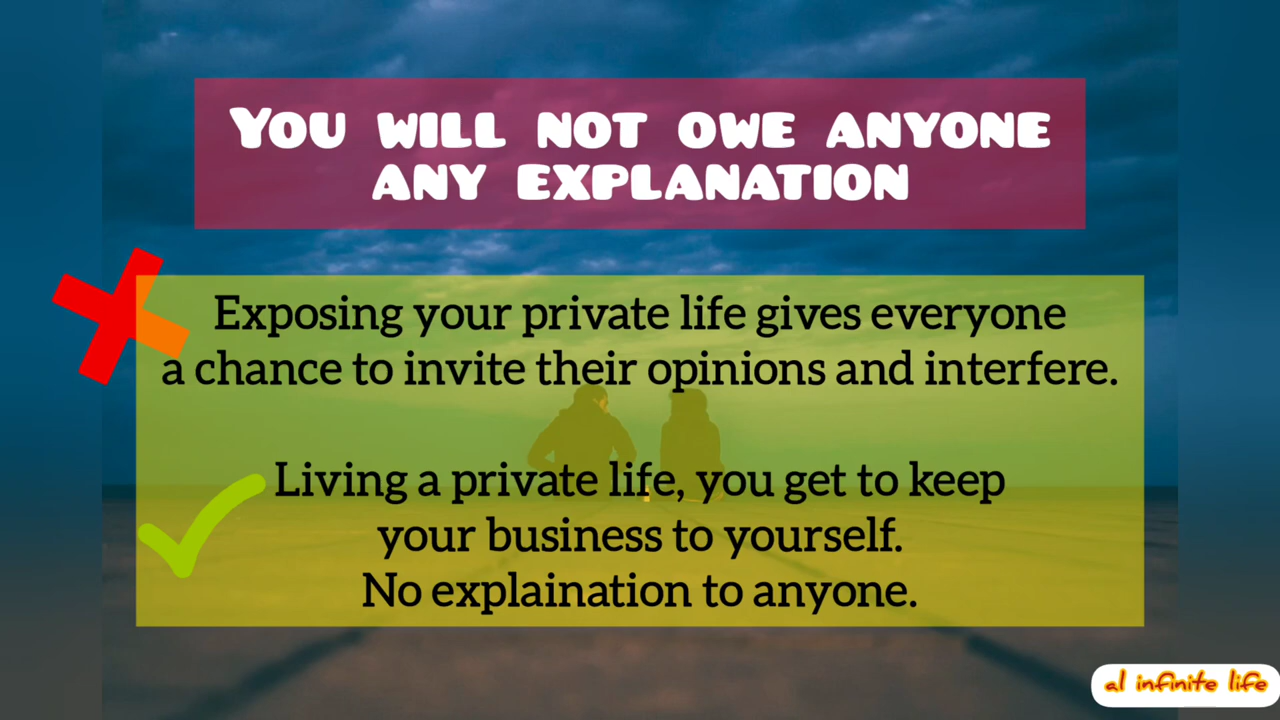 You will not owe anyone
any explanation
Exposing your private life gives everyone
a chance to invite their opinions and interfere.
Living a private life, you get to keep
your business to yourself.
No explaination to anyone.
al infinite life